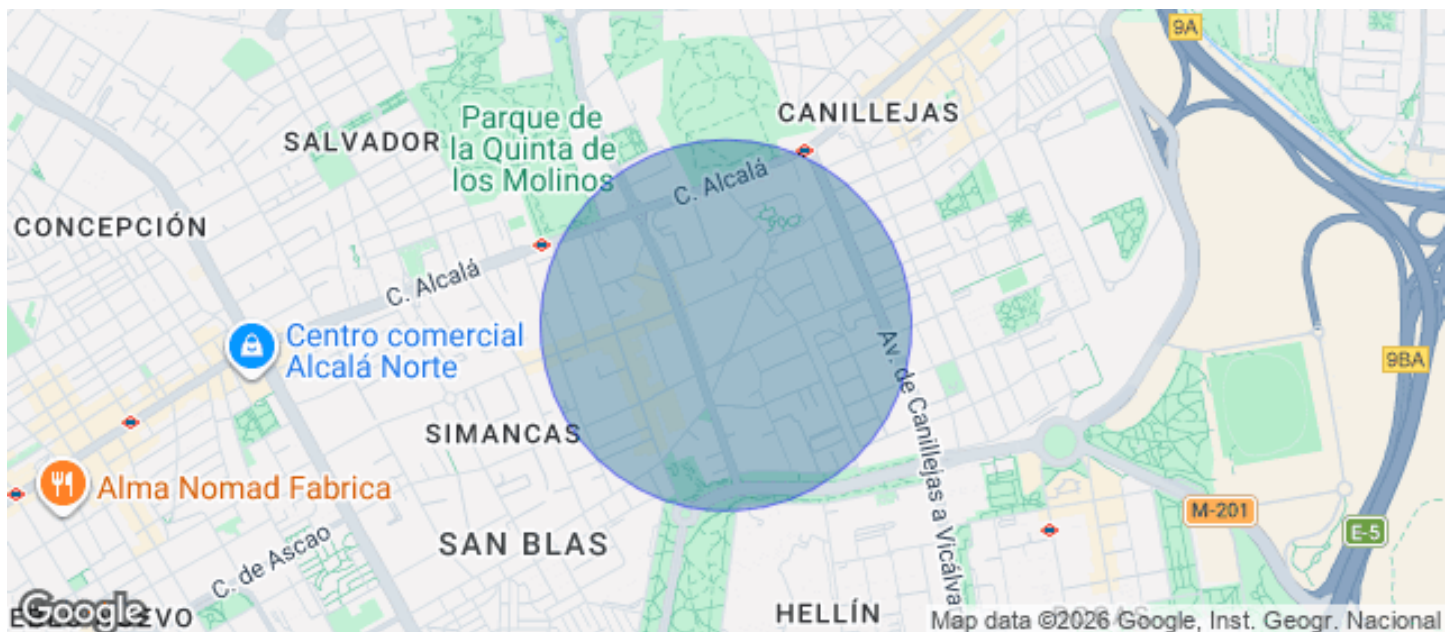 9A
CANILLEJAS
SALVADOR
Parque de
la Quinta de
los Molinos
C. Alcalá
CONCEPCIÓN
C. Alcalá
Centro comercial
Alcalá Norte
9BA
Av. de Canillejas a Vicálva
SIMANCAS
Alma Nomad Fabrica
M-201
E-5
SAN BLAS
C. de Ascao
HELLÍN
Google
EVO
Map data ©2026 Google, Inst. Geogr. Nacional